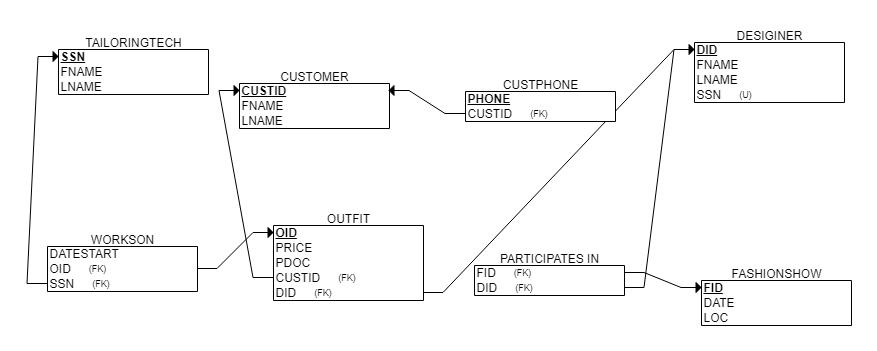 TAILORINGTECH
SSN
FNAME
LNAME
CUSTOMER
CUSTID
FNAME
LNAME
CUSTPHONE
PHONE
CUSTID (FK)
DESIGINER
DID
FNAME
LNAME
SSN (U)
WORKSON
DATESTART
OID (FK)
SSN (FK)
OUTFIT
OID
PRICE
PDOC
CUSTID (FK)
DID (FK)
PARTICIPATES IN
FID (FK)
DID (FK)
FASHIONSHOW
FID
DATE
LOC